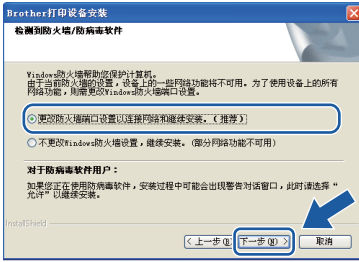 Brother打印设备安装
检测到防火墙/防病毒软件
Windows防火墙帮助您保护计算机。
由于当前防火墙的设置，设备上的一些网络功能将不可用。为了使用设备上的所有
网络功能，则需更改Windows防火墙端口设置。
更改防火墙端口设置以连接网络和继续安装。(推荐)
不更改Windows防火墙设置，继续安装。(部分网络功能不可用)
对于防病毒软件用户：
如果您正在使用防病毒软件，安装过程中可能会出现警告对话窗口，此时请选择“
允许”以继续安装。
InstallShield
< 上一步(B) 下一步(N) > 取消